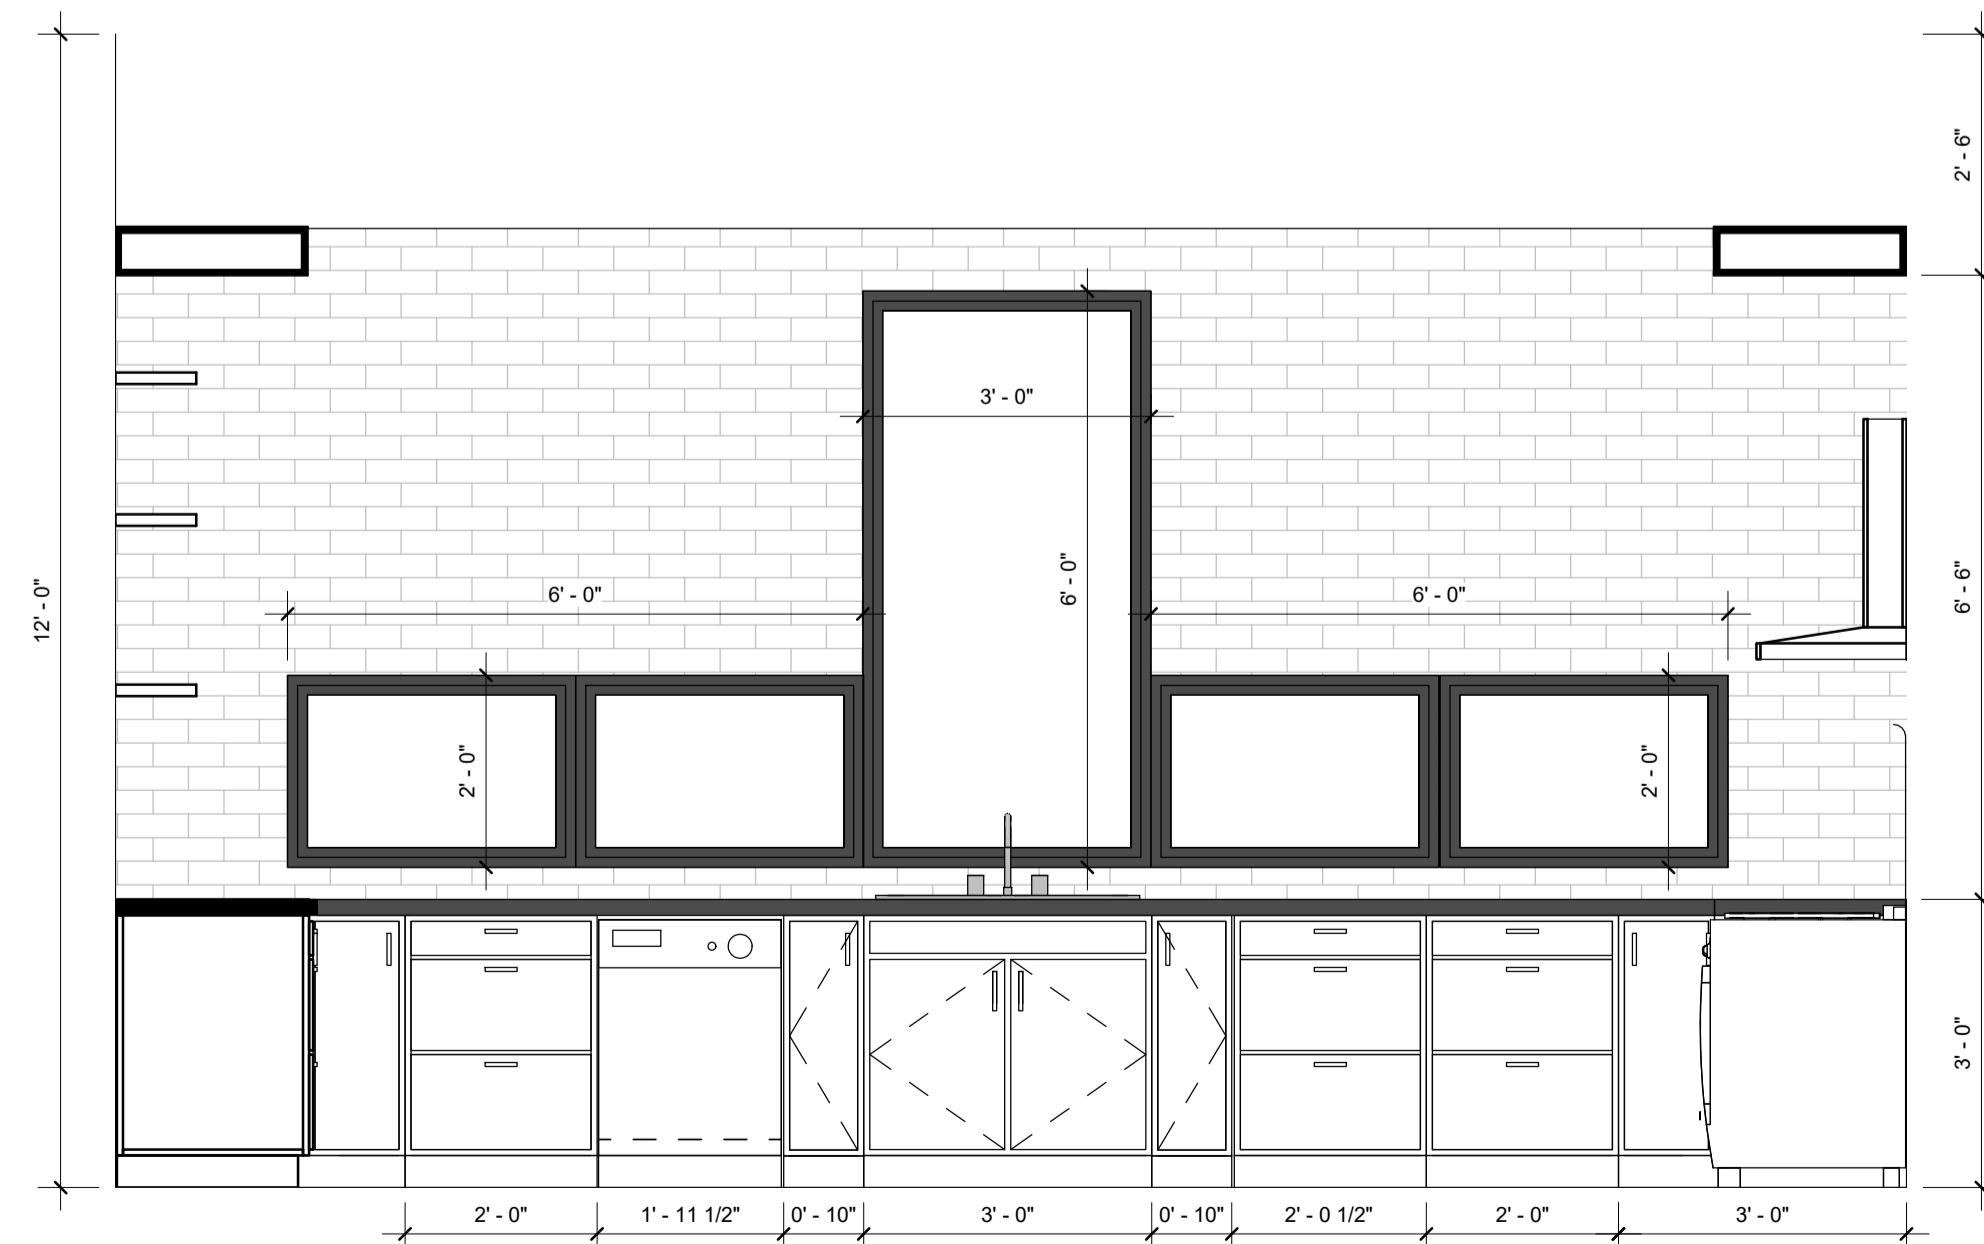 2' - 6"
3' - 0"
12' - 0"
6' - 0"
6' - 0"
6' - 0"
6' - 6"
2' - 0"
2' - 0"
3' - 0"
2' - 0"
1' - 11 1/2"
0' - 10"
3' - 0"
0' - 10"
2' - 0 1/2"
2' - 0"
3' - 0"